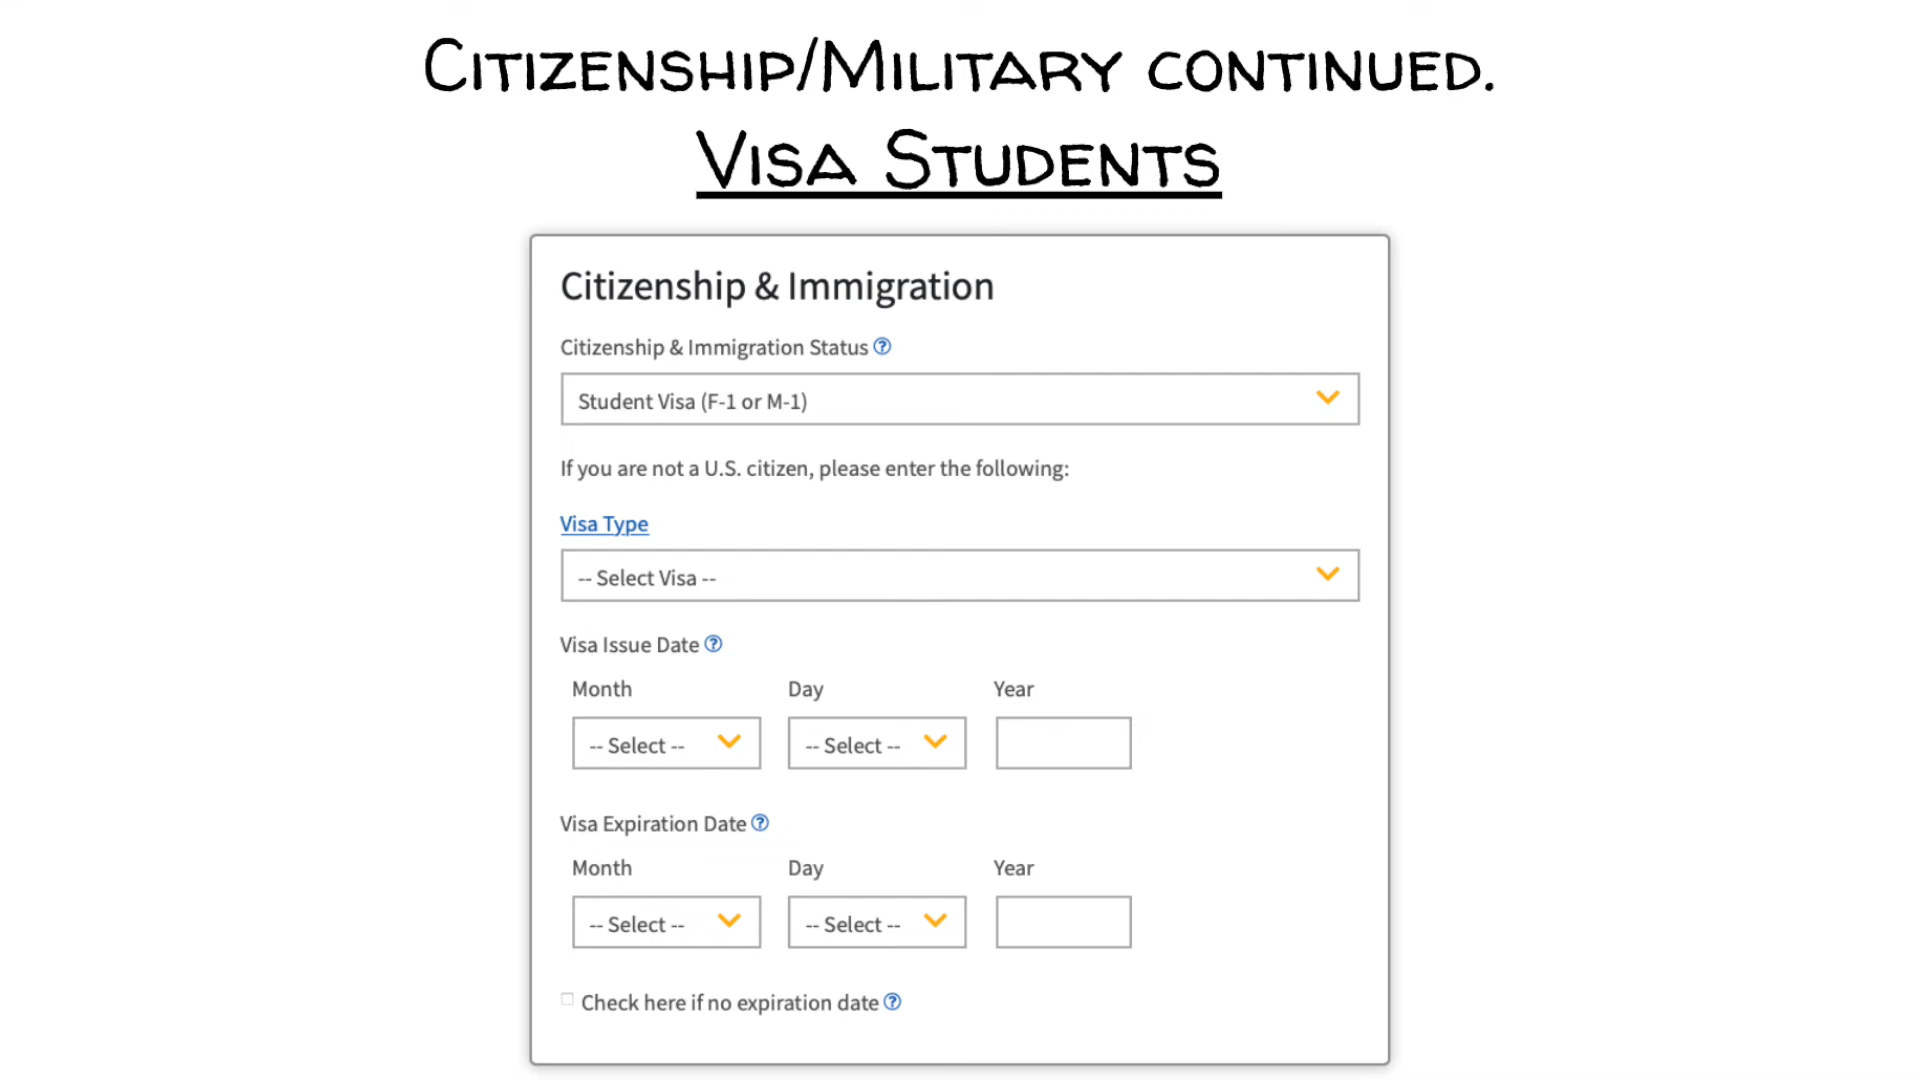 Citizenship/Military continued.
Visa Students
Citizenship & Immigration
Citizenship & Immigration Status ?
Student Visa (F-1 or M-1)
If you are not a U.S. citizen, please enter the following:
Visa Type
-- Select Visa --
Visa Issue Date ?
Month Day Year
-- Select -- -- Select --
Visa Expiration Date ?
Month Day Year
-- Select -- -- Select --
Check here if no expiration date ?